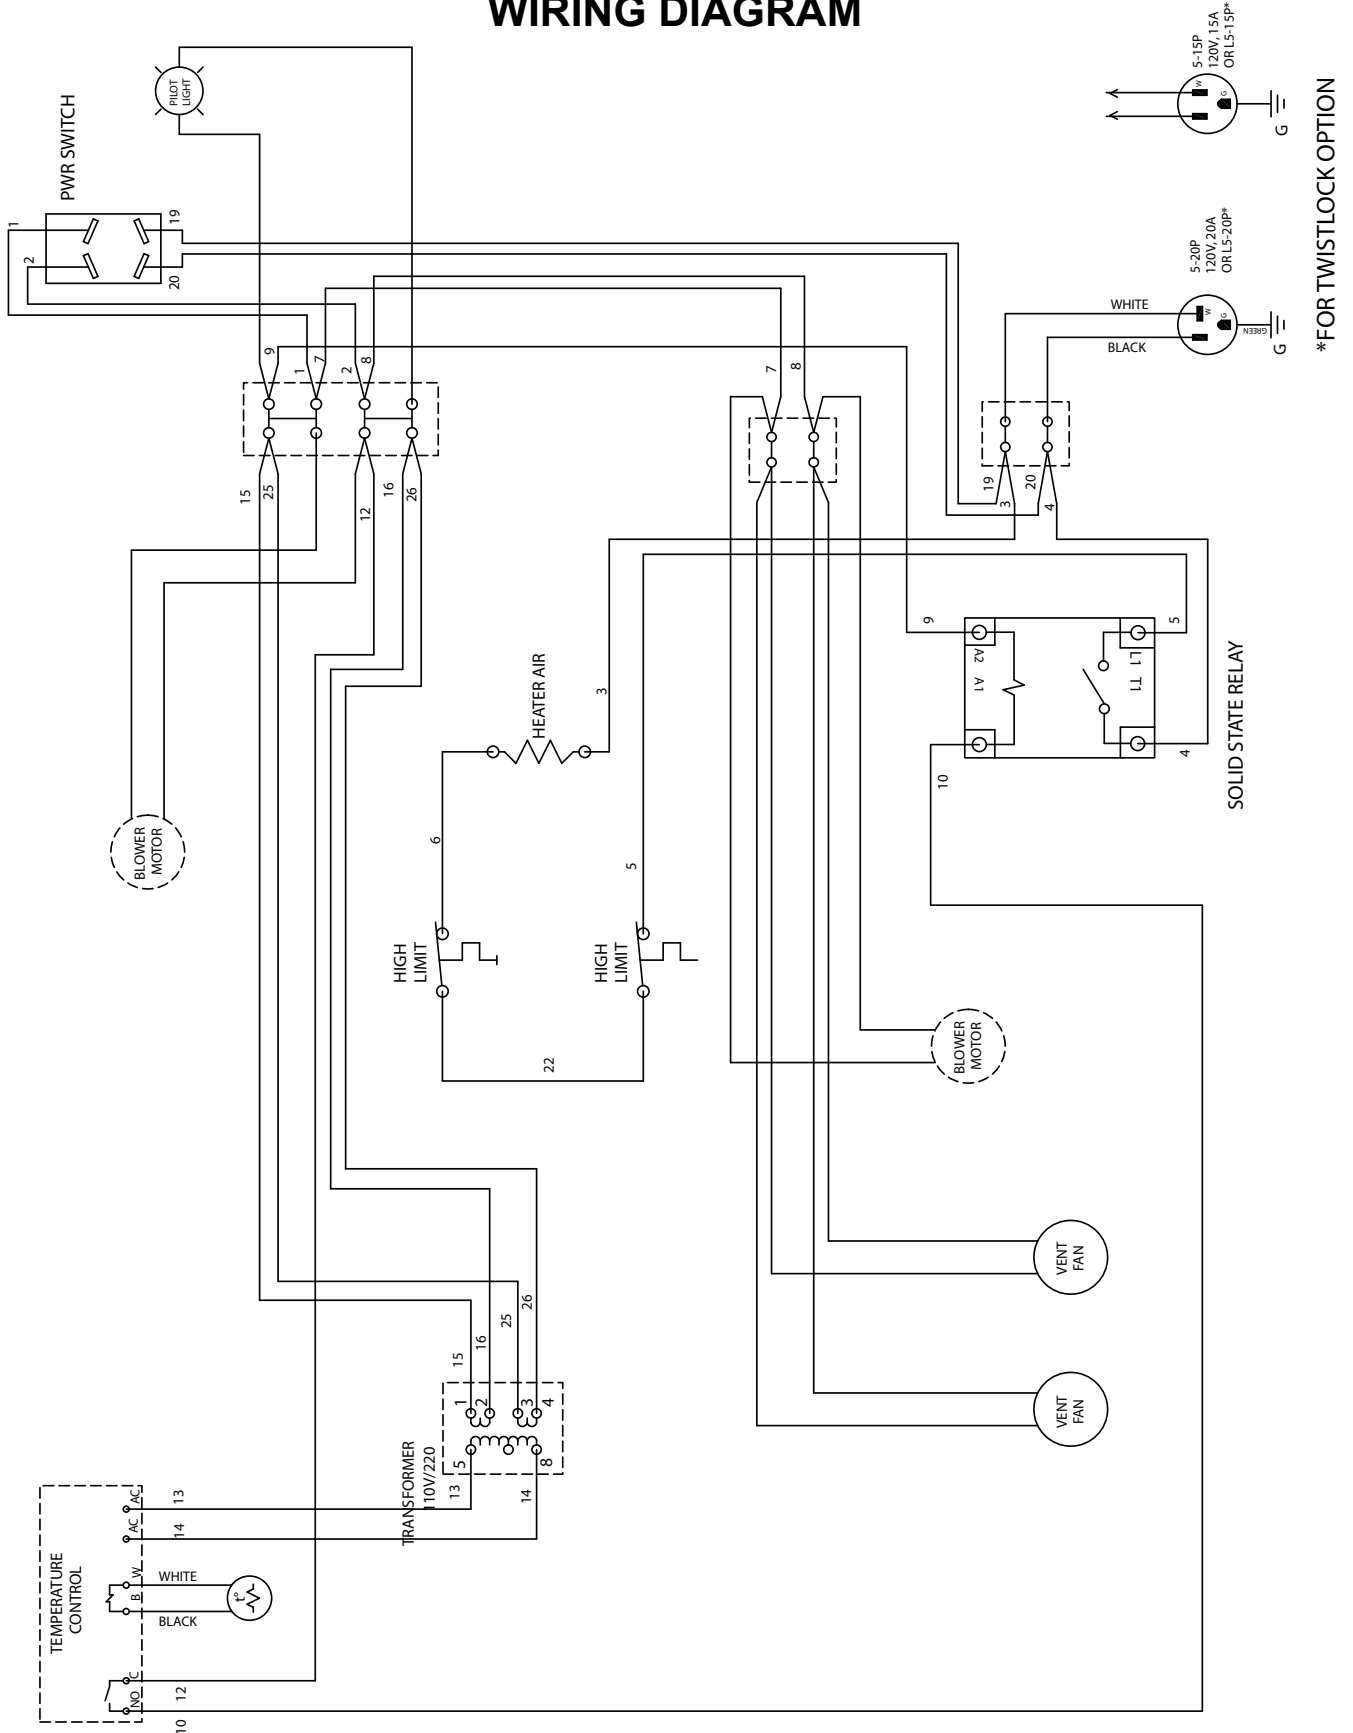 WIRING DIAGRAM
PILOT
LIGHT
PWR SWITCH
1
2
19
20
5-15P
120V, 15A
OR L5-15P*
W
G
G
5-20P
120V, 20A
OR L5-20P*
WHITE
BLACK
W
G
GREEN
G
*FOR TWISTLOCK OPTION
9
1
7
2
8
15
25
12
16
26
7
8
19
3
20
4
BLOWER
MOTOR
HEATER AIR
3
6
5
HIGH
LIMIT
HIGH
LIMIT
22
9
A2 A1
L1 T1
5
10
4
SOLID STATE RELAY
BLOWER
MOTOR
VENT
FAN
VENT
FAN
15
16
25
26
1
2
3
4
5
8
TRANSFORMER
110V/220
13
14
TEMPERATURE
CONTROL
AC
13
AC
14
W
WHITE
B
BLACK
C
12
NO
10
t°